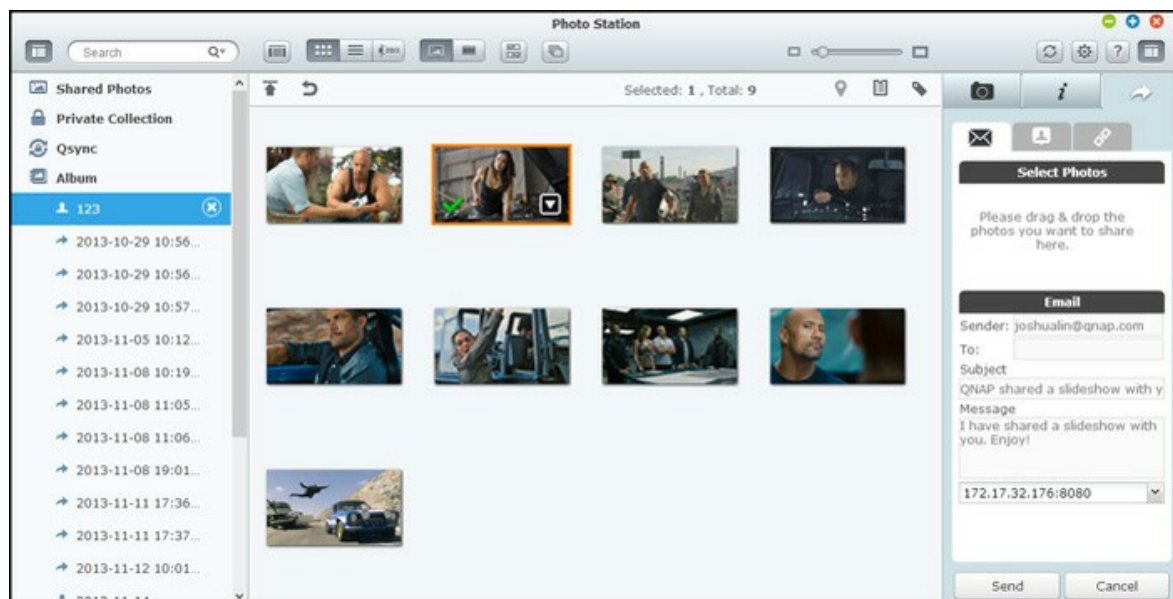 Photo Station
Search
Shared Photos
Private Collection
Qsync
Album
123
2013-10-29 10:56...
2013-10-29 10:56...
2013-10-29 10:57...
2013-11-05 10:12...
2013-11-08 10:19...
2013-11-08 11:05...
2013-11-08 11:06...
2013-11-08 19:01...
2013-11-11 17:36...
2013-11-11 17:37...
2013-11-12 10:01...
Selected: 1 , Total: 9
i
?
Select Photos
Please drag & drop the
photos you want to share
here.
Email
Sender: joshualin@qnap.com
To:
Subject
QNAP shared a slideshow with y
Message
I have shared a slideshow with
you. Enjoy!
172.17.32.176:8080
Send
Cancel